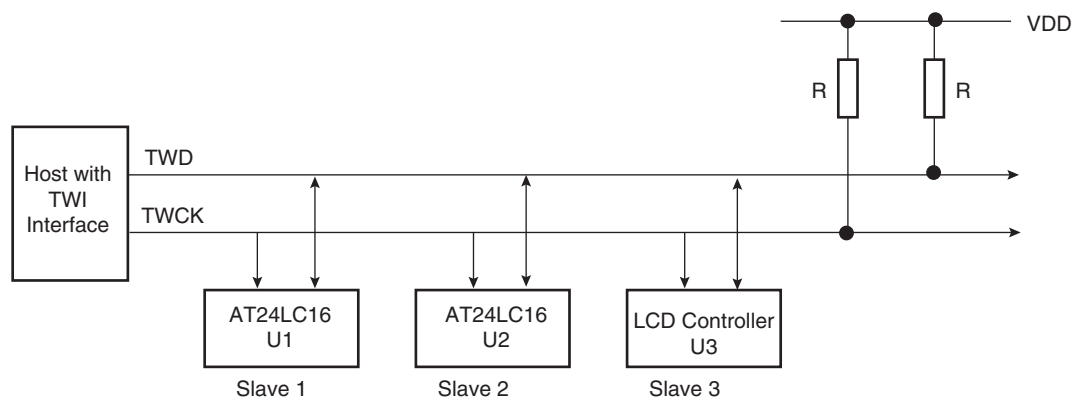 VDD
R
R
Host with
TWI
Interface
TWD
TWCK
AT24LC16
U1
AT24LC16
U2
LCD Controller
U3
Slave 1
Slave 2
Slave 3